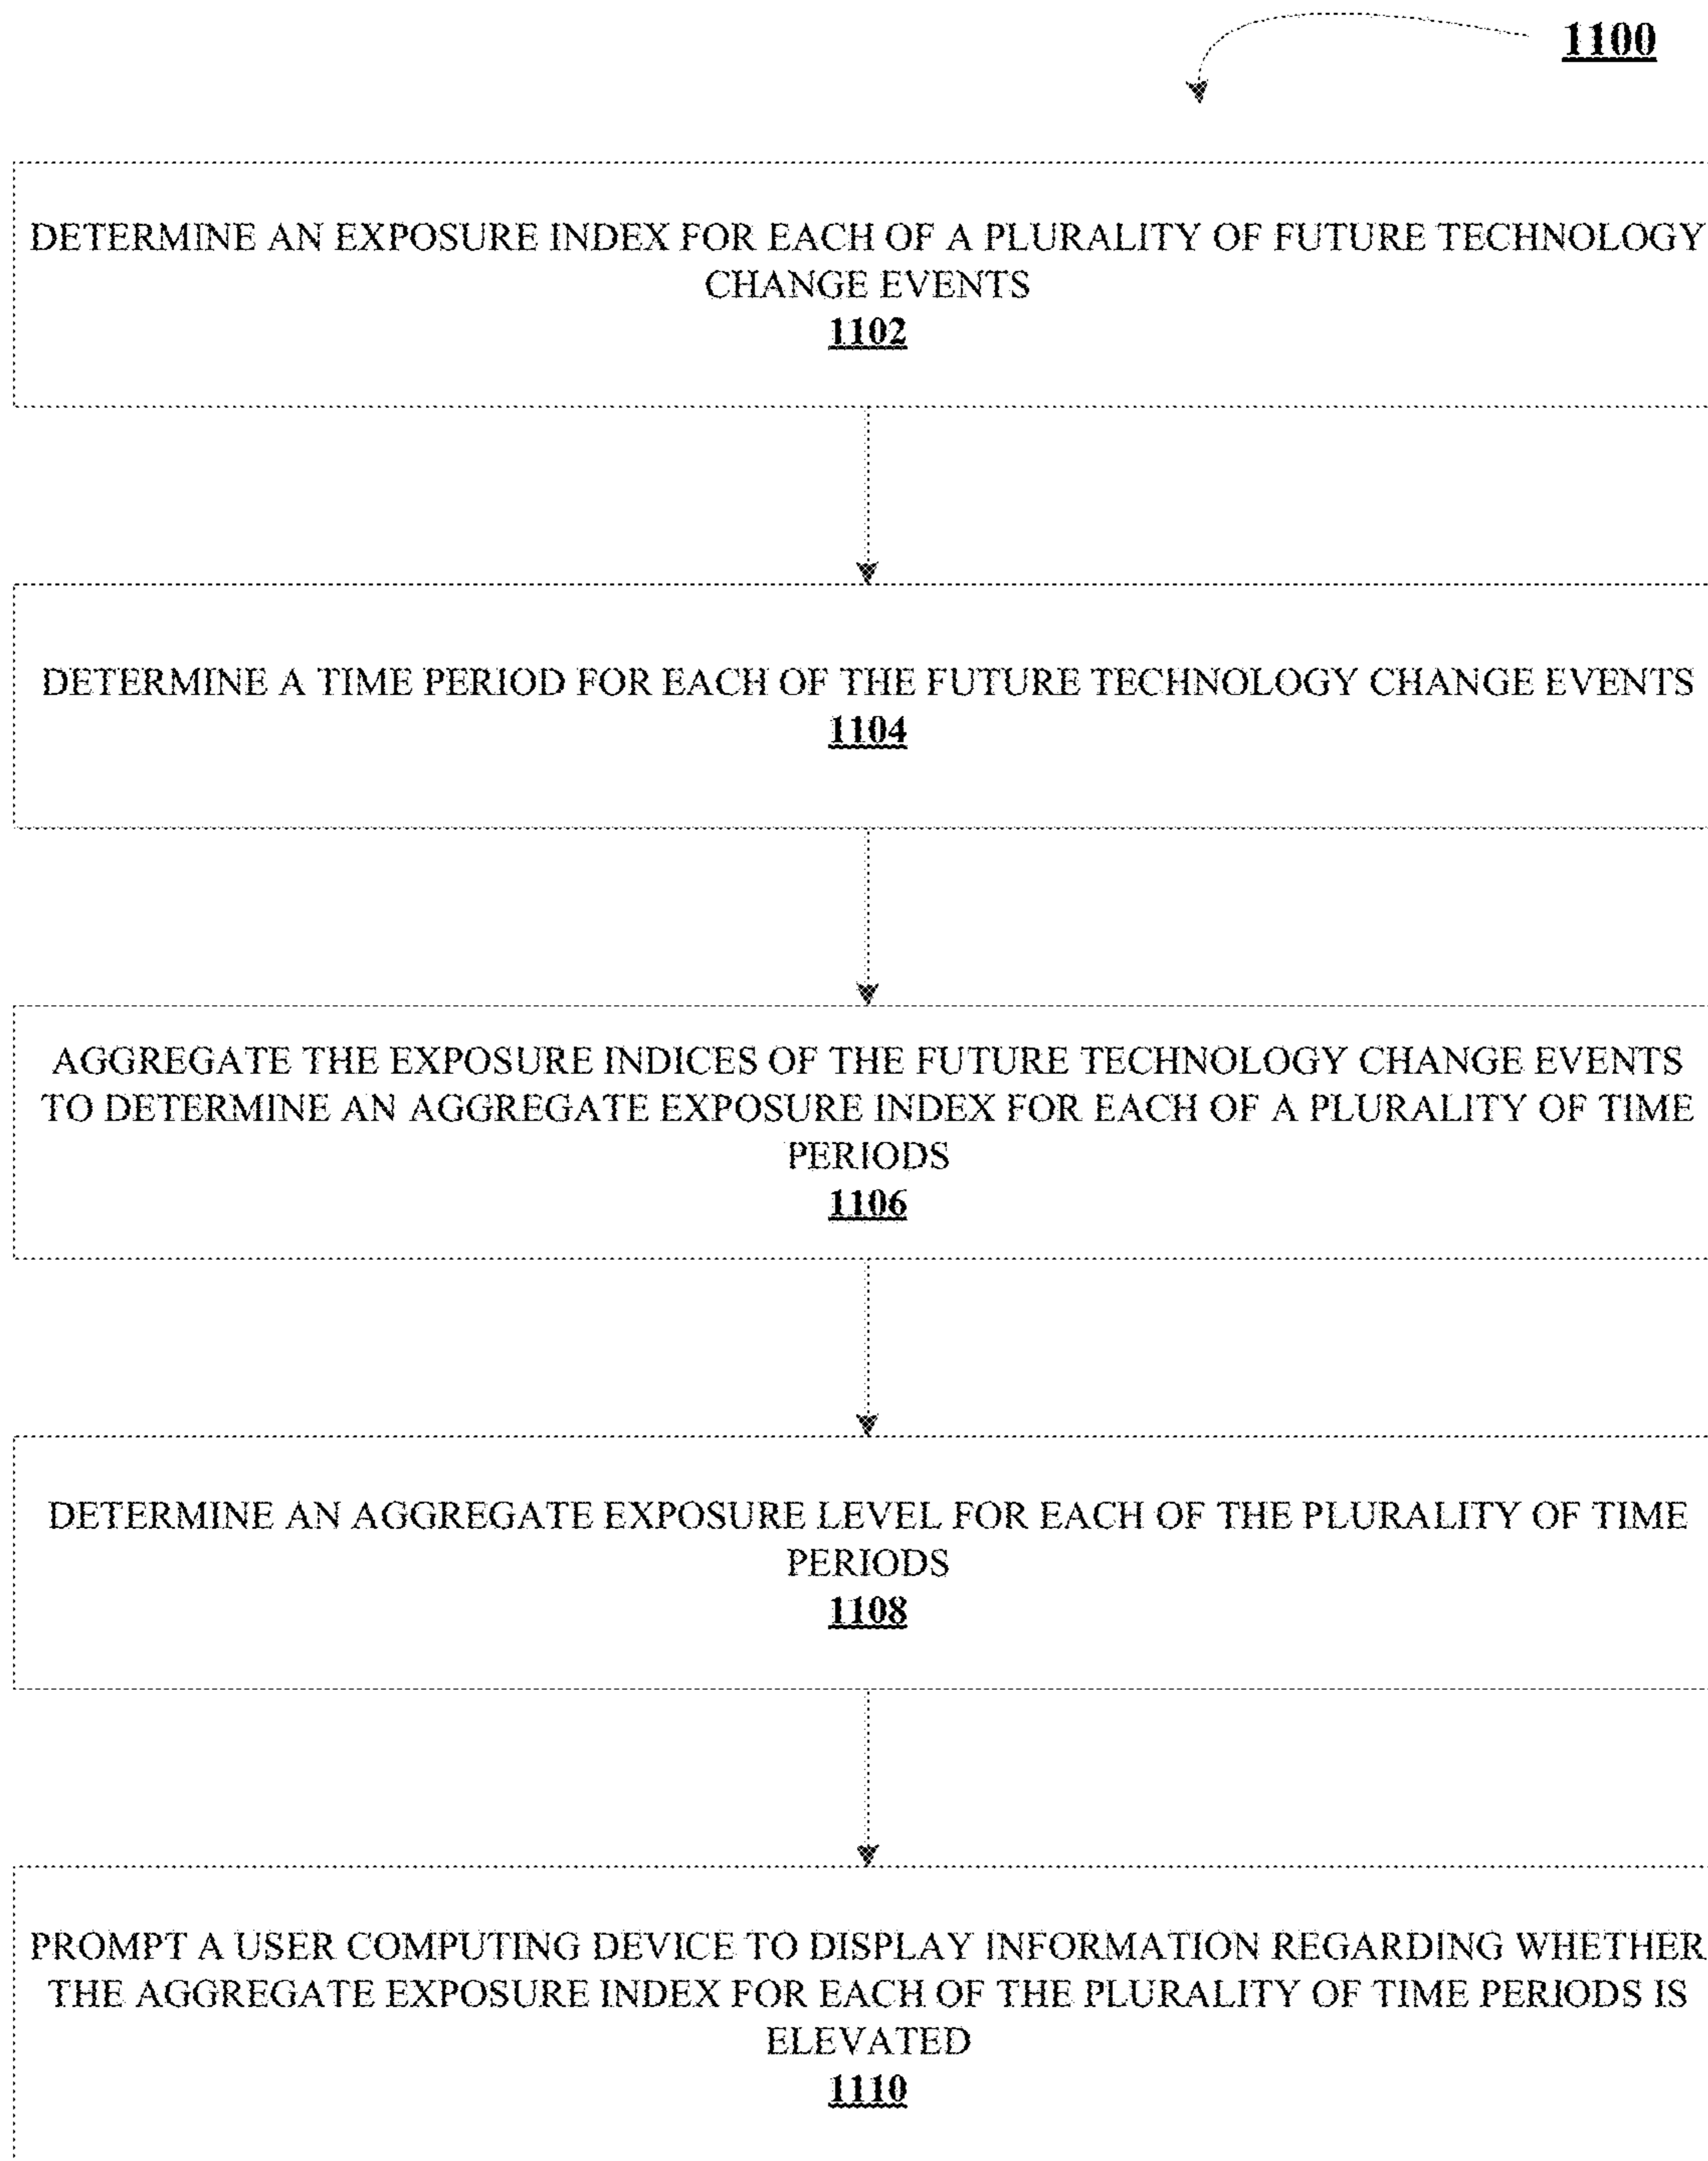 1100
DETERMINE AN EXPOSURE INDEX FOR EACH OF A PLURALITY OF FUTURE TECHNOLOGY
CHANGE EVENTS
1102
DETERMINE A TIME PERIOD FOR EACH OF THE FUTURE TECHNOLOGY CHANGE EVENTS
1104
AGGREGATE THE EXPOSURE INDICES OF THE FUTURE TECHNOLOGY CHANGE EVENTS
TO DETERMINE AN AGGREGATE EXPOSURE INDEX FOR EACH OF A PLURALITY OF TIME
PERIODS
1106
DETERMINE AN AGGREGATE EXPOSURE LEVEL FOR EACH OF THE PLURALITY OF TIME
PERIODS
1108
PROMPT A USER COMPUTING DEVICE TO DISPLAY INFORMATION REGARDING WHETHER
THE AGGREGATE EXPOSURE INDEX FOR EACH OF THE PLURALITY OF TIME PERIODS IS
ELEVATED
1110